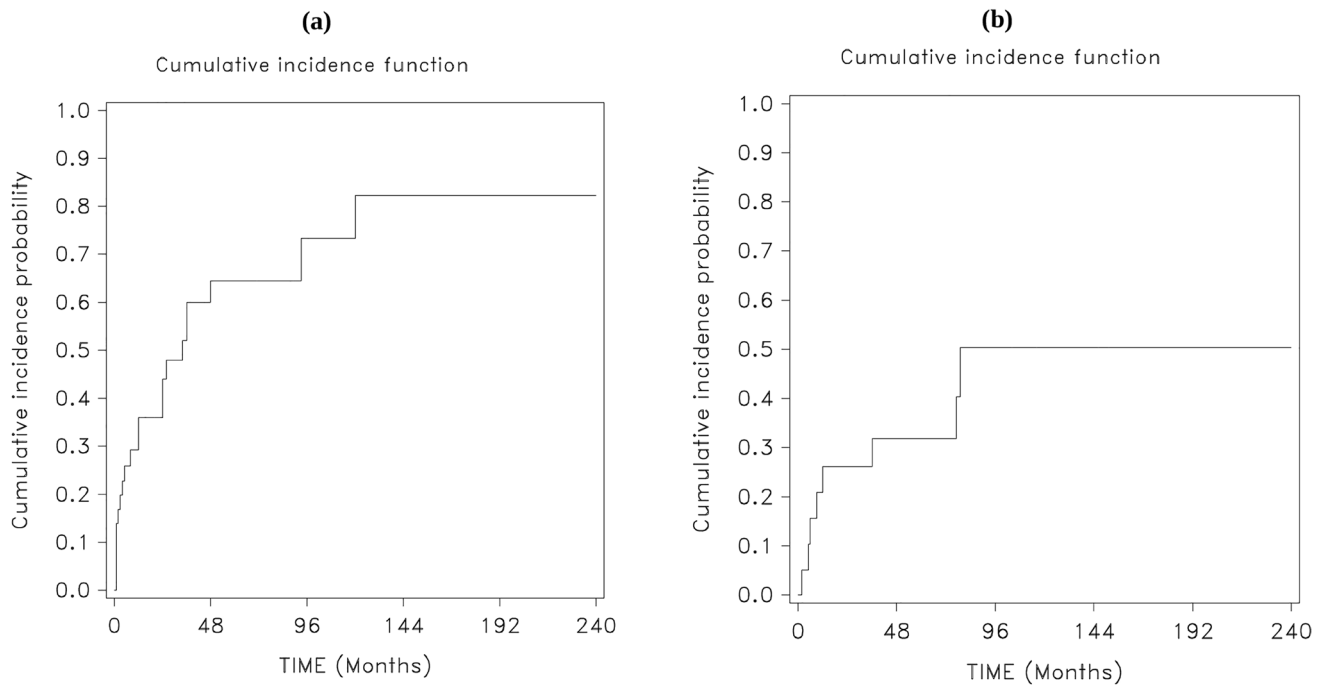 (a)
Cumulative incidence function
Cumulative incidence probability
1.0
0.9
0.8
0.7
0.6
0.5
0.4
0.3
0.2
0.1
0.0
0 48 96 144 192 240
TIME (Months)
(b)
Cumulative incidence function
Cumulative incidence probability
1.0
0.9
0.8
0.7
0.6
0.5
0.4
0.3
0.2
0.1
0.0
0 48 96 144 192 240
TIME (Months)